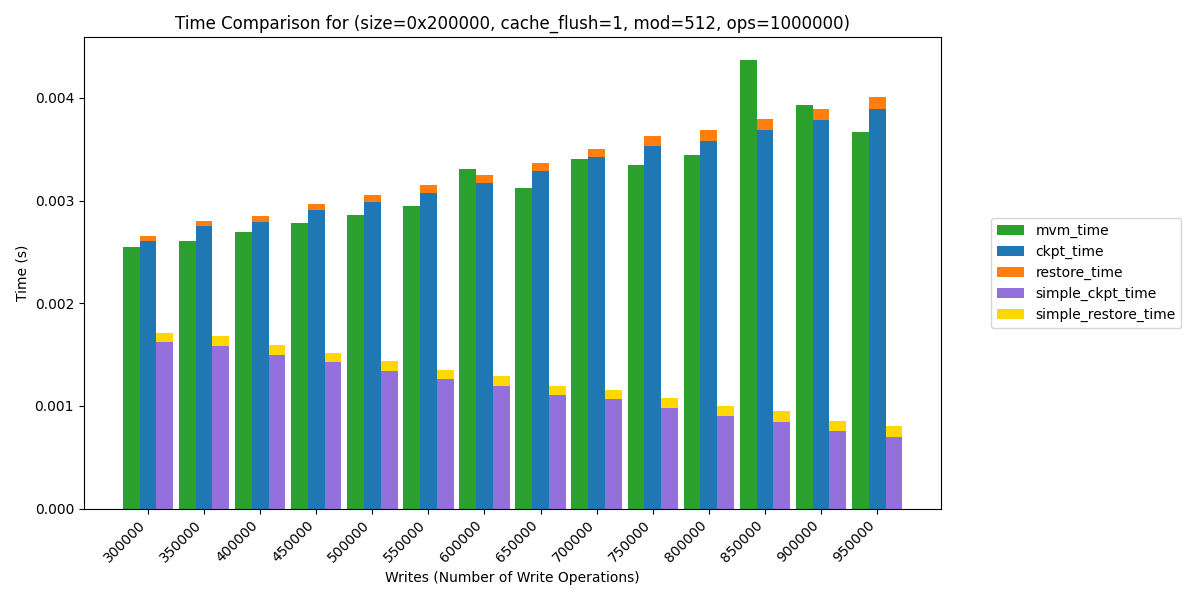 Time Comparison for (size=0x200000, cache_flush=1, mod=512, ops=1000000)
Time (s)
0.004
0.003
0.002
0.001
0.000
300000
350000
400000
450000
500000
550000
600000
650000
700000
750000
800000
850000
900000
950000
Writes (Number of Write Operations)
mvm_time
ckpt_time
restore_time
simple_ckpt_time
simple_restore_time